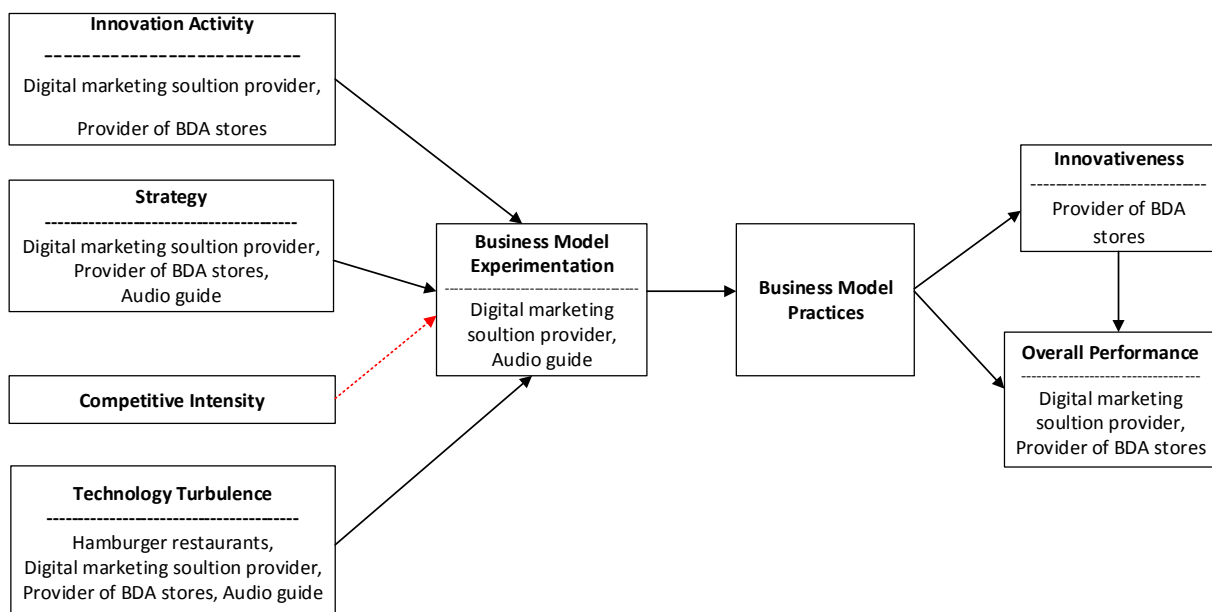 Innovation Activity
Digital marketing soultion provider,
Provider of BDA stores
Strategy
Digital marketing soultion provider,
Provider of BDA stores,
Audio guide
Competitive Intensity
Technology Turbulence
Hamburger restaurants,
Digital marketing soultion provider,
Provider of BDA stores, Audio guide
Business Model
Experimentation
Digital marketing
soultion provider,
Audio guide
Business Model
Practices
Innovativeness
Provider of BDA
stores
Overall Performance
Digital marketing
soultion provider,
Provider of BDA stores